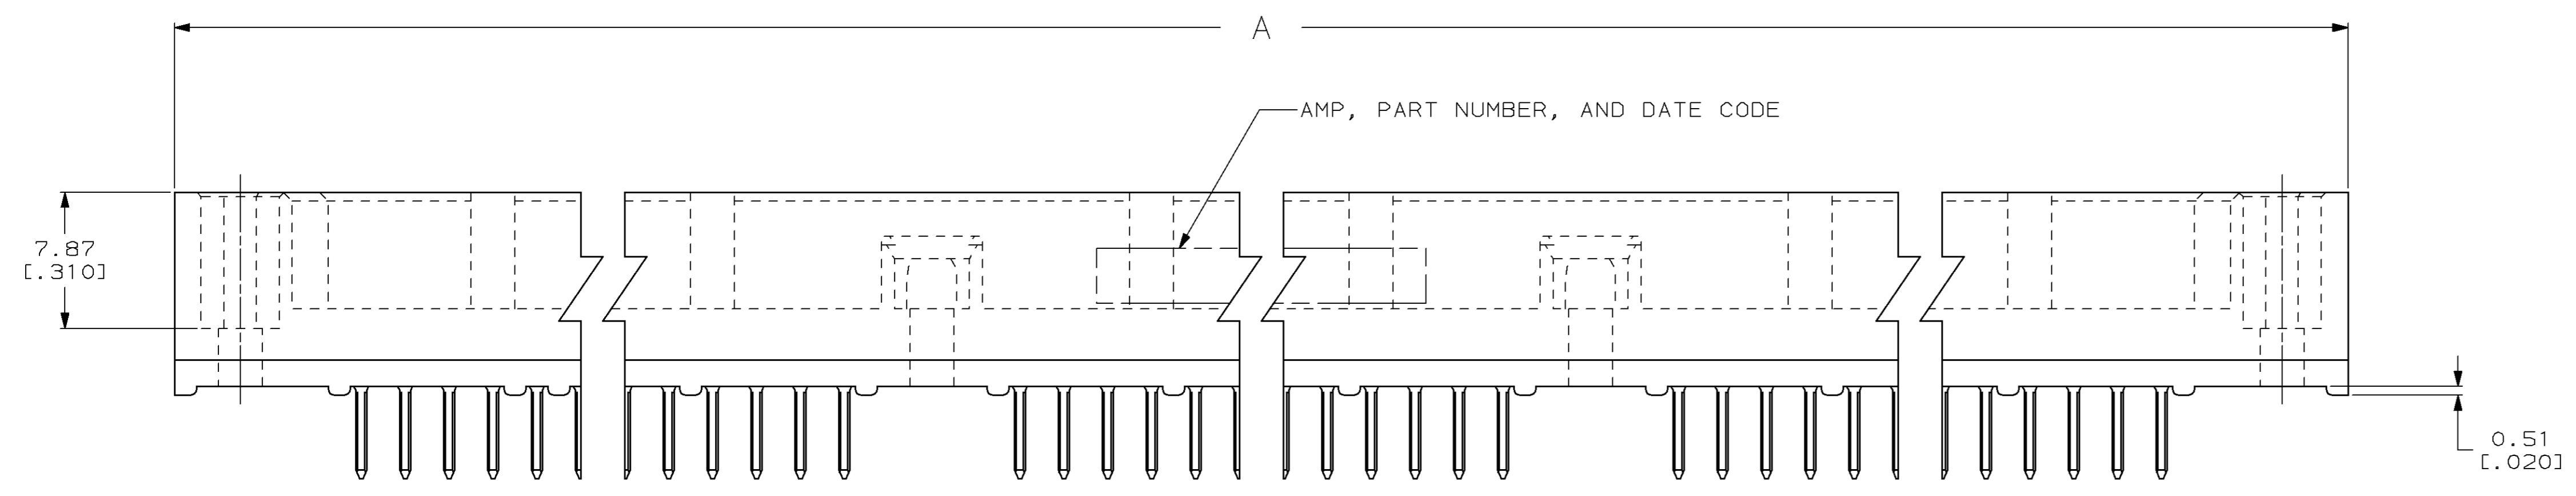 A
AMP, PART NUMBER, AND DATE CODE
7.87
[.310]
0.51
[.020]